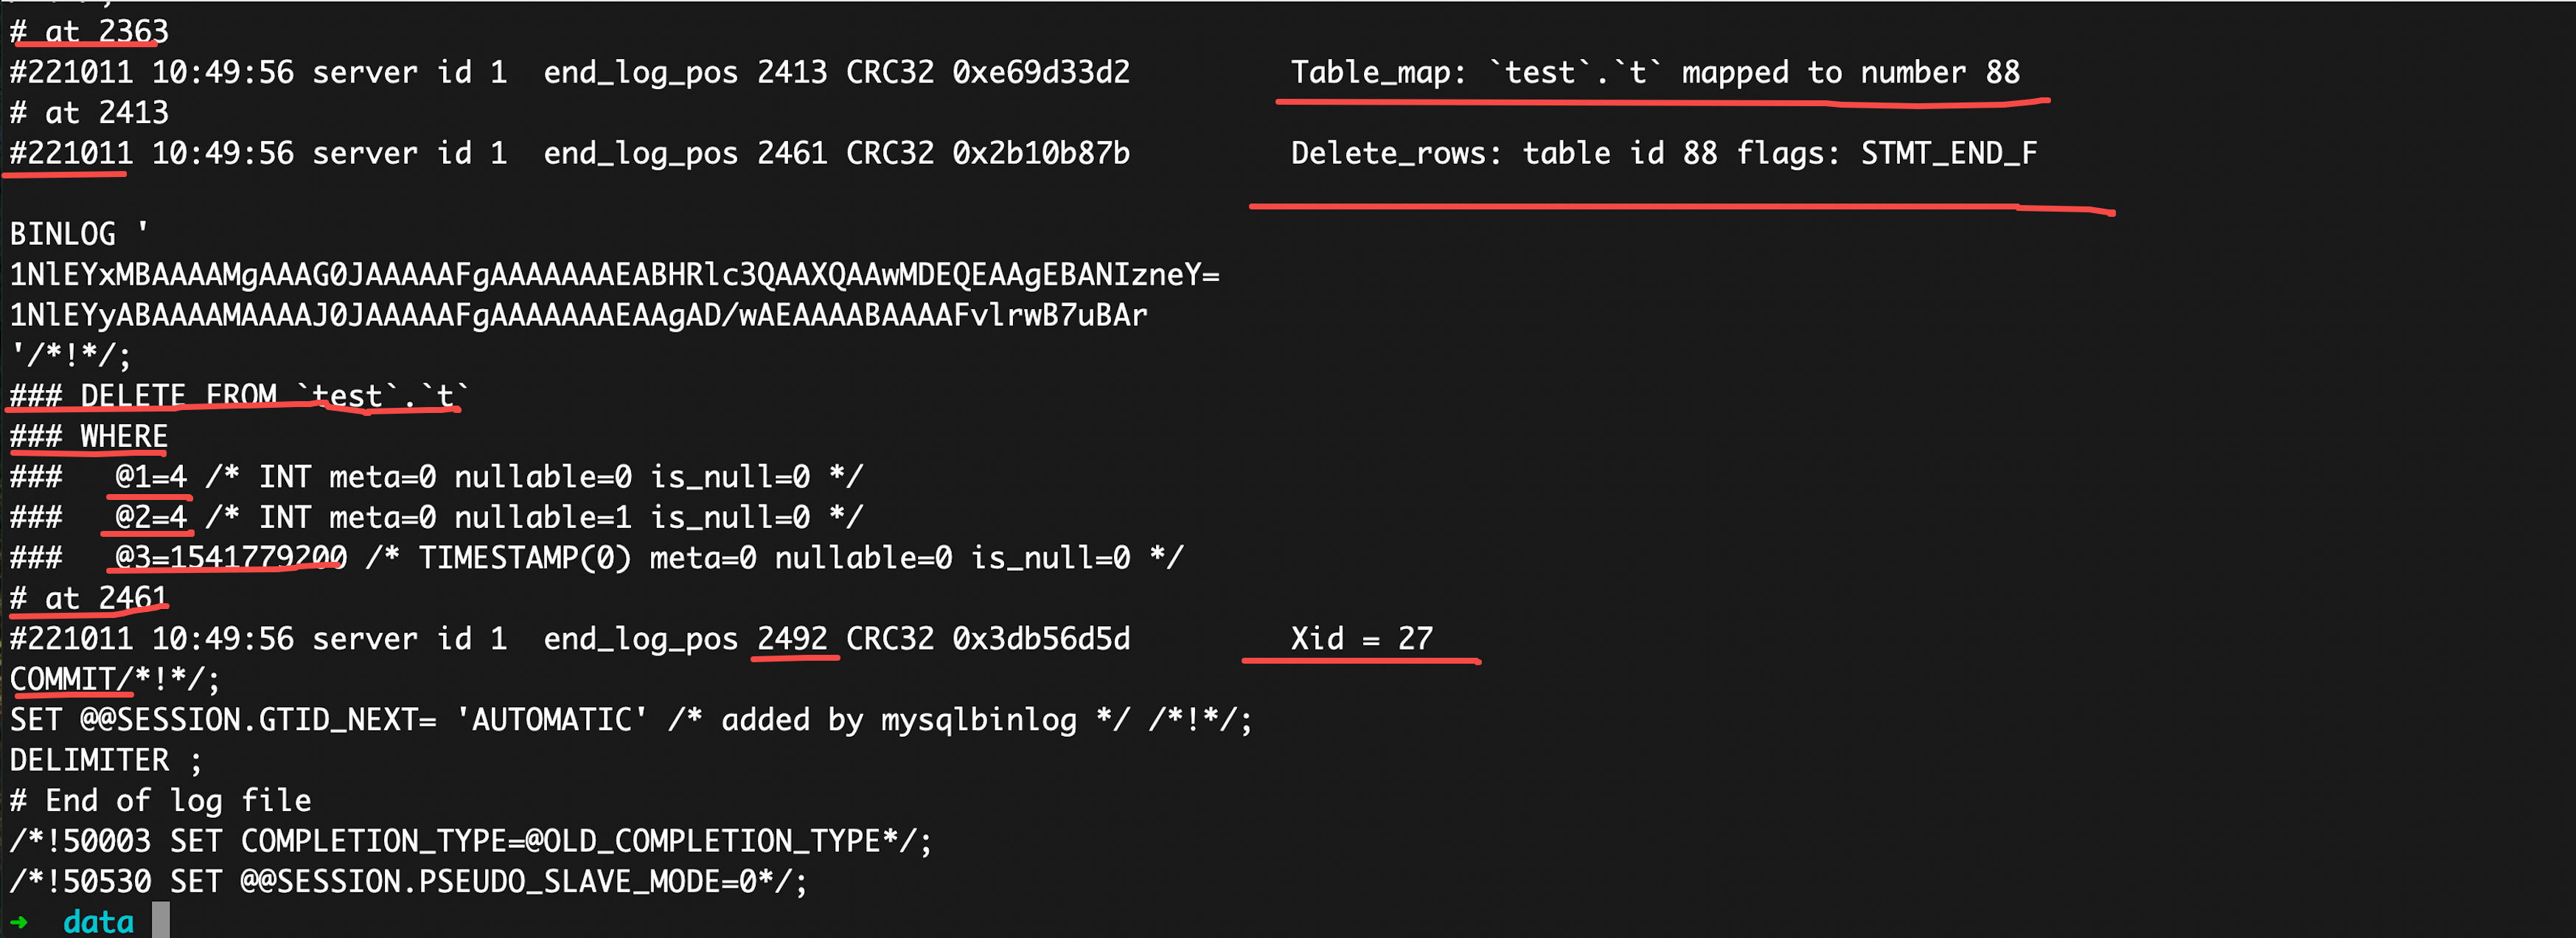 # at 2363
#221011 10:49:56 server id 1  end_log_pos 2413 CRC32 0xe69d33d2         Table_map: `test`.`t` mapped to number 88
# at 2413
#221011 10:49:56 server id 1  end_log_pos 2461 CRC32 0x2b10b87b         Delete_rows: table id 88 flags: STMT_END_F
BINLOG '
1NlEYxMBAAAAMgAAAG0JAAAAAFgAAAAAAAEABHRlc3QAAXQAAwMDEQEAAgEBANIzneY=
1NlEYyABAAAAMAAAAJ0JAAAAAFgAAAAAAAEAAgAD/wAEAAAABAAAAFvlrwB7uBAr
'/*!*/;
### DELETE FROM `test`.`t`
### WHERE
###   @1=4 /* INT meta=0 nullable=0 is_null=0 */
###   @2=4 /* INT meta=0 nullable=1 is_null=0 */
###   @3=1541779200 /* TIMESTAMP(0) meta=0 nullable=0 is_null=0 */
# at 2461
#221011 10:49:56 server id 1  end_log_pos 2492 CRC32 0x3db56d5d         Xid = 27
COMMIT/*!*/;
SET @@SESSION.GTID_NEXT= 'AUTOMATIC' /* added by mysqlbinlog */ /*!*/;
DELIMITER ;
# End of log file
/*!50003 SET COMPLETION_TYPE=@OLD_COMPLETION_TYPE*/;
/*!50530 SET @@SESSION.PSEUDO_SLAVE_MODE=0*/;
➜  data